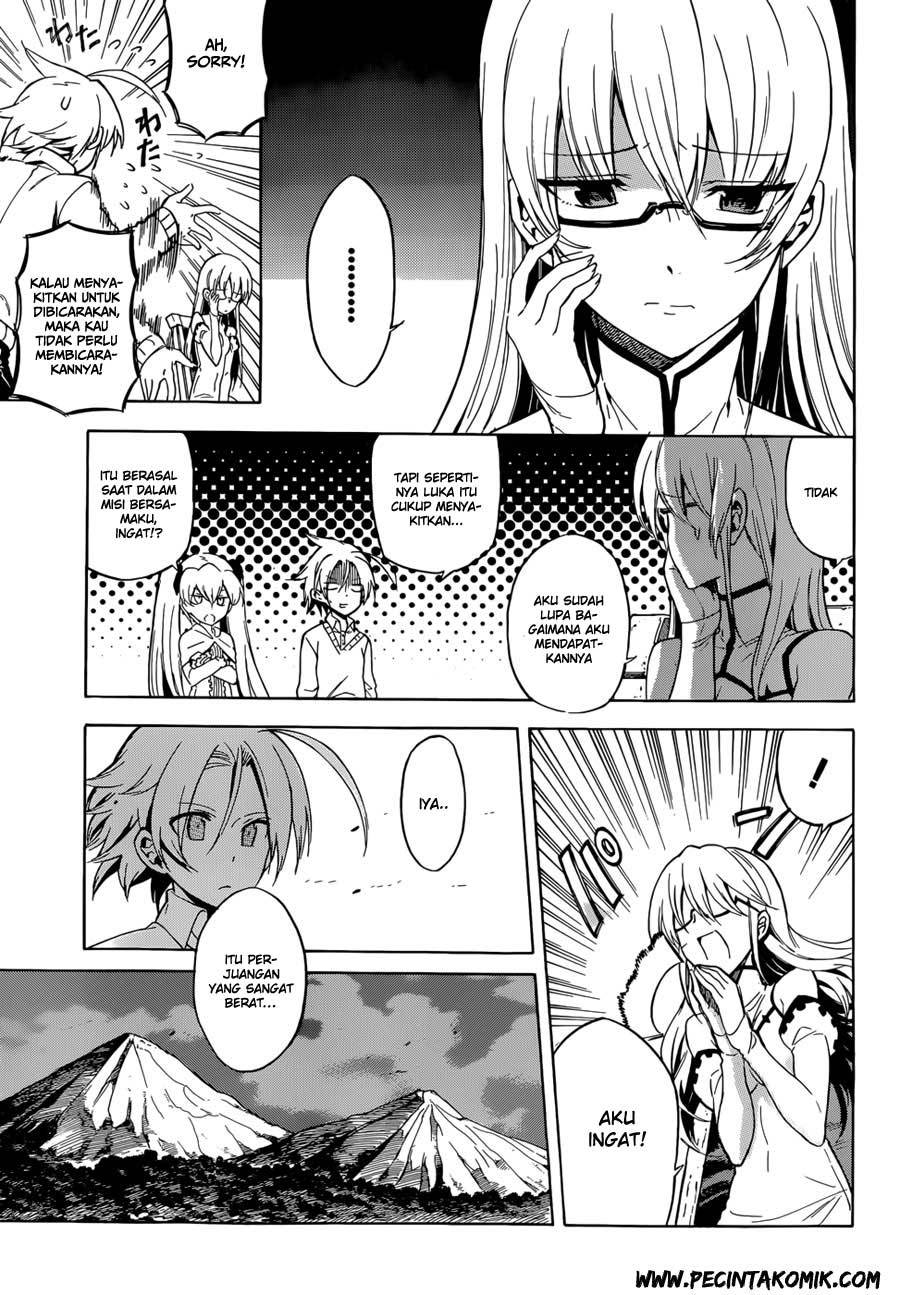 .........
AH,
SORRY!
わた
わた
KALAU MENYA-
KITKAN UNTUK
DIBICARAKAN,
MAKA KAU
TIDAK PERLU
MEMBICARA-
KANNYA!
TIDAK
AKU SUDAH
LUPA BA-
GAIMANA AKU
MENDAPAT-
KANNYA
TAPI SEPERTI-
NYA LUKA ITU
CUKUP MENYA-
KITKAN...
ITU BERASAL
SAAT DALAM
MISI BERSA-
MAKU,
INGAT!?
!
パン
AKU
INGAT!
IYA..
ITU PER-
JUANGAN
YANG SANGAT
BERAT...
WWW.PECINTAKOMIK.COM